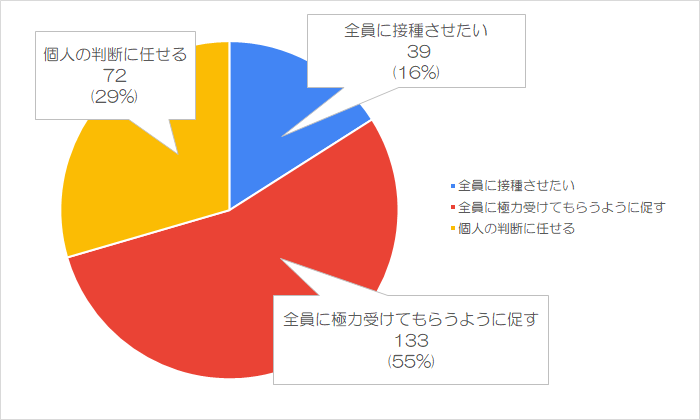 全員に接種させたい
39
(16%)
個人の判断に任せる
72
(29%)
全員に極力受けてもらうように促す
133
(55%)
全員に接種させたい
全員に極力受けてもらうように促す
個人の判断に任せる